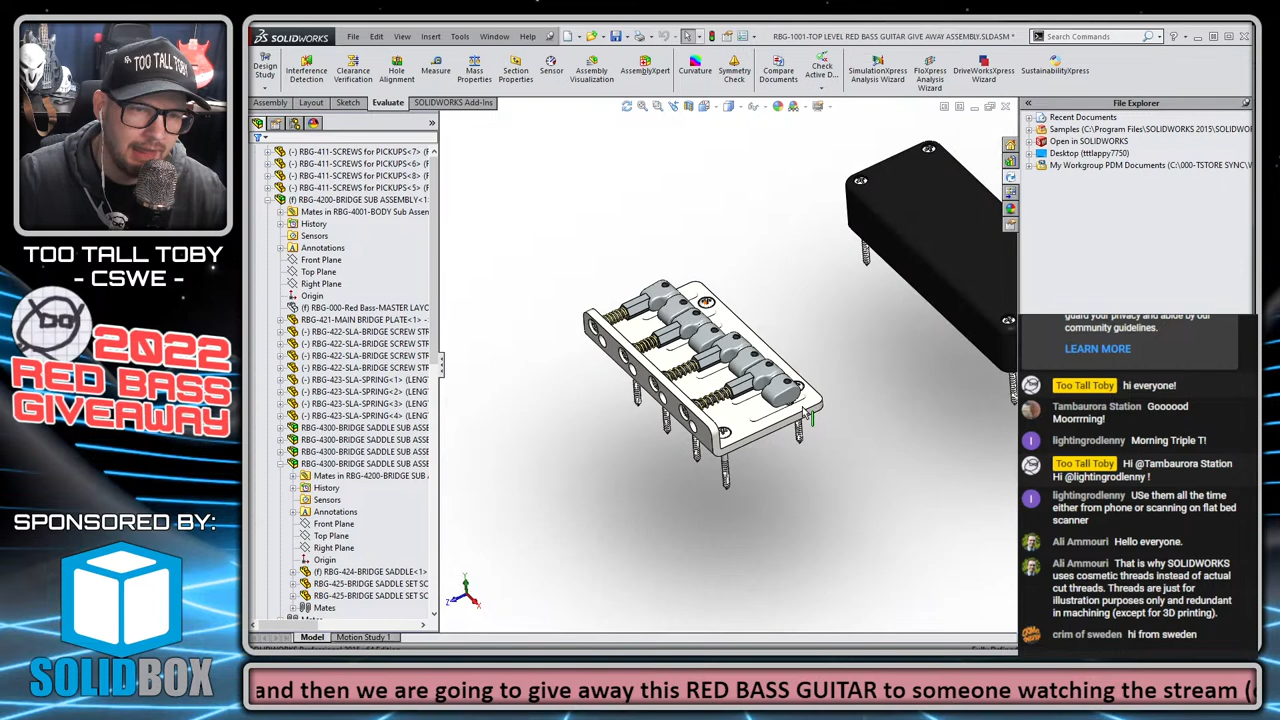 TOO TALL TOBY
TOO TALL TOBY
- CSWE -
2022
RED BASS
GIVEAWAY
SPONSORED BY:
SOLIDBOX
SOLIDWORKS
File Edit View Insert Tools Window Help
RBG-1001-TOP LEVEL RED BASS GUITAR GIVE AWAY ASSEMBLY.SLDASM *
Search Commands
Design Study
Interference Detection
Clearance Verification
Hole Alignment
Measure
Mass Properties
Section Properties
Sensor
Assembly Visualization
AssemblyXpert
Curvature
Symmetry Check
Compare Documents
Check Active D...
SimulationXpress Analysis Wizard
FloXpress Analysis Wizard
DriveWorksXpress Wizard
SustainabilityXpress
Assembly Layout Sketch Evaluate SOLIDWORKS Add-Ins
(-) RBG-411-SCREWS for PICKUPS<7> (F
(-) RBG-411-SCREWS for PICKUPS<6> (F
(-) RBG-411-SCREWS for PICKUPS<8> (F
(-) RBG-411-SCREWS for PICKUPS<5> (F
(f) RBG-4200-BRIDGE SUB ASSEMBLY<1
Mates in RBG-4001-BODY Sub Assem
History
Sensors
Annotations
Front Plane
Top Plane
Right Plane
Origin
(f) RBG-000-Red Bass-MASTER LAYC
RBG-421-MAIN BRIDGE PLATE<1> -
(-) RBG-422-SLA-BRIDGE SCREW STR
(-) RBG-422-SLA-BRIDGE SCREW STR
(-) RBG-422-SLA-BRIDGE SCREW STR
(-) RBG-422-SLA-BRIDGE SCREW STR
(-) RBG-423-SLA-SPRING<1> (LENGT
(-) RBG-423-SLA-SPRING<2> (LENGT
(-) RBG-423-SLA-SPRING<3> (LENGT
(-) RBG-423-SLA-SPRING<4> (LENGT
RBG-4300-BRIDGE SADDLE SUB ASSE
RBG-4300-BRIDGE SADDLE SUB ASSE
RBG-4300-BRIDGE SADDLE SUB ASSE
RBG-4300-BRIDGE SADDLE SUB ASSE
Mates in RBG-4200-BRIDGE SUB A
History
Sensors
Annotations
Front Plane
Top Plane
Right Plane
Origin
(f) RBG-424-BRIDGE SADDLE<1>
RBG-425-BRIDGE SADDLE SET SC
RBG-425-BRIDGE SADDLE SET SC
Mates
Y
Z
X
Model Motion Study 1
File Explorer
Recent Documents
Samples (C:\Program Files\SOLIDWORKS 2015\SOLIDWOR
Open in SOLIDWORKS
Desktop (tttlappy7750)
My Workgroup PDM Documents (C:\000-TSTORE SYNC\W
guard your privacy and abide by our
community guidelines.
LEARN MORE
Too Tall Toby hi everyone!
Tambaurora Station Goooood
Moorrrning!
lightingrodlenny Morning Triple T!
Too Tall Toby Hi @Tambaurora Station
Hi @lightingrodlenny !
lightingrodlenny USe them all the time
either from phone or scanning on flat bed
scanner
Ali Ammouri Hello everyone.
Ali Ammouri That is why SOLIDWORKS
uses cosmetic threads instead of actual
cut threads. Threads are just for
illustration purposes only and redundant
in machining (except for 3D printing).
crim of sweden hi from sweden
and then we are going to give away this RED BASS GUITAR to someone watching the stream (